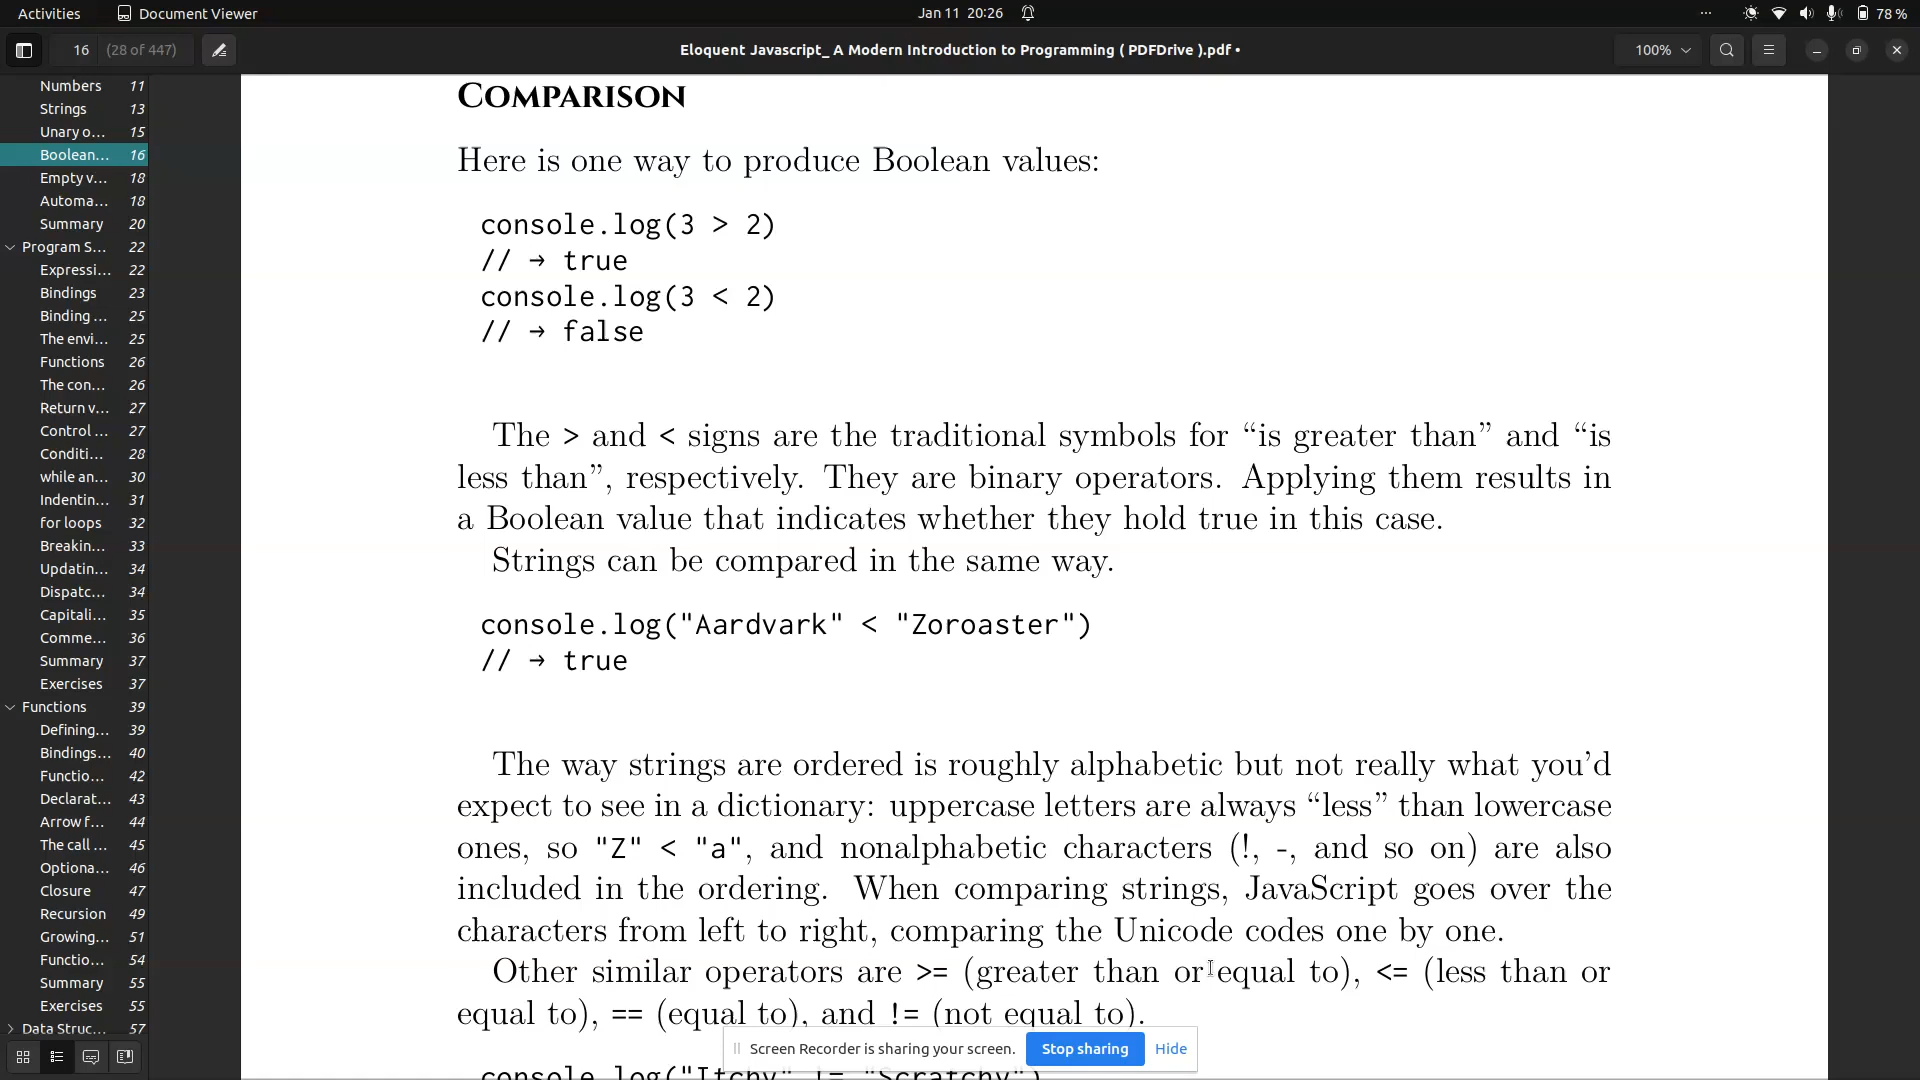 Activities
Document Viewer
Jan 11 20:26
78 %
16 (28 of 447)
Eloquent Javascript_ A Modern Introduction to Programming ( PDFDrive ).pdf •
100%
Numbers 11
Strings 13
Unary o… 15
Boolean… 16
Empty v… 18
Automa… 18
Summary 20
Program S… 22
Expressi… 22
Bindings 23
Binding … 25
The envi… 25
Functions 26
The con… 26
Return v… 27
Control … 27
Conditi… 28
while an… 30
Indentin… 31
for loops 32
Breakin… 33
Updatin… 34
Dispatc… 34
Capitali… 35
Comme… 36
Summary 37
Exercises 37
Functions 39
Defining… 39
Bindings… 40
Functio… 42
Declarat… 43
Arrow f… 44
The call … 45
Optiona… 46
Closure 47
Recursion 49
Growing… 51
Functio… 54
Summary 55
Exercises 55
Data Struc… 57
Comparison
Here is one way to produce Boolean values:
console.log(3 > 2)
// → true
console.log(3 < 2)
// → false
The > and < signs are the traditional symbols for “is greater than” and “is
less than”, respectively. They are binary operators. Applying them results in
a Boolean value that indicates whether they hold true in this case.
Strings can be compared in the same way.
console.log("Aardvark" < "Zoroaster")
// → true
The way strings are ordered is roughly alphabetic but not really what you’d
expect to see in a dictionary: uppercase letters are always “less” than lowercase
ones, so "Z" < "a", and nonalphabetic characters (!, -, and so on) are also
included in the ordering. When comparing strings, JavaScript goes over the
characters from left to right, comparing the Unicode codes one by one.
Other similar operators are >= (greater than or equal to), <= (less than or
equal to), == (equal to), and != (not equal to).
console.log("Itchy" != "Scratchy")
Screen Recorder is sharing your screen.
Stop sharing
Hide